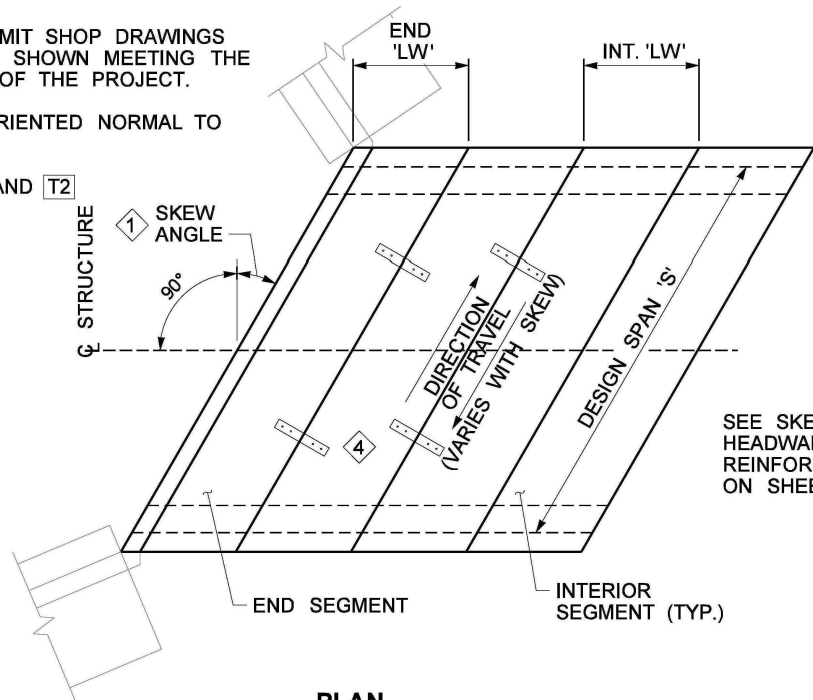 MIT SHOP DRAWINGS
SHOWN MEETING THE
OF THE PROJECT.
RIENTED NORMAL TO
AND T2
END
'LW'
INT. 'LW'
1 SKEW
ANGLE
90°
℄ STRUCTURE
DIRECTION
OF TRAVEL
(VARIES WITH SKEW)
DESIGN SPAN 'S'
4
SEE SKE
HEADWA
REINFOR
ON SHEE
END SEGMENT
INTERIOR
SEGMENT (TYP.)
PLAN